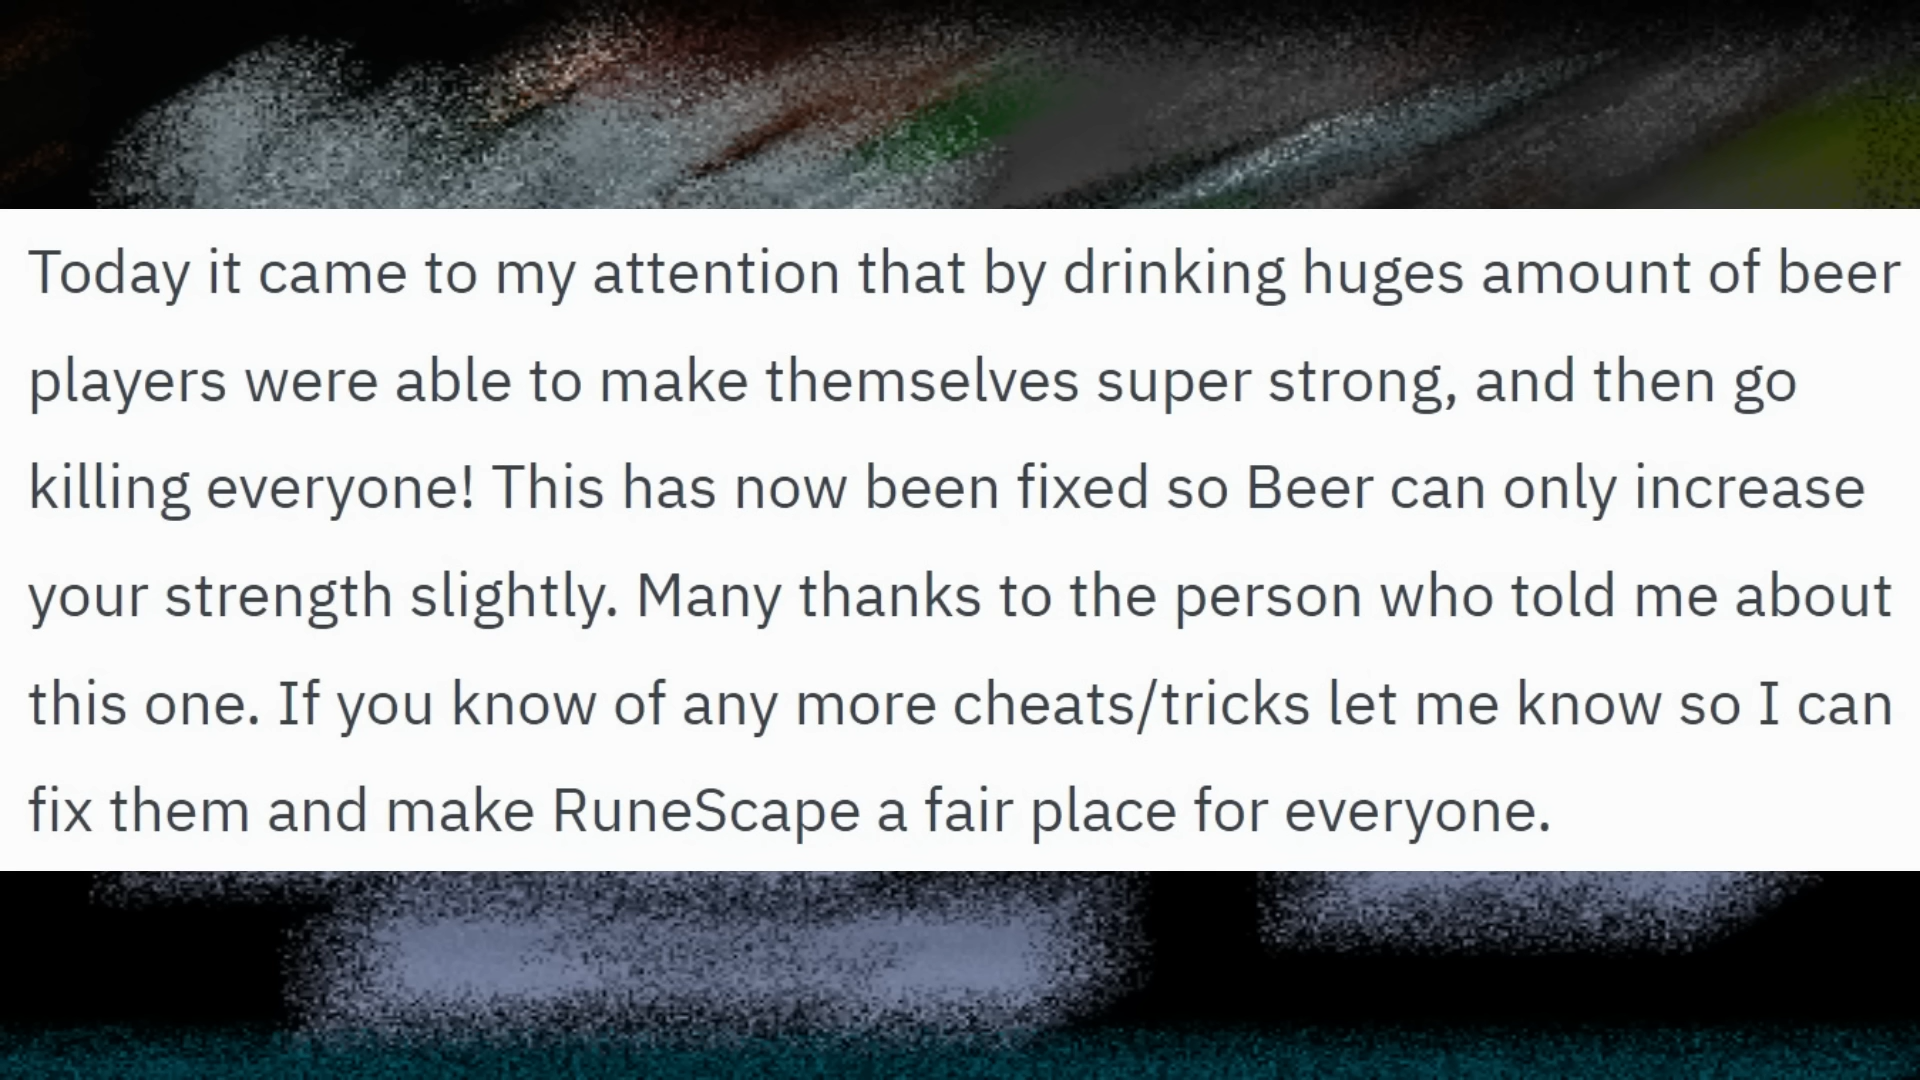 Today it came to my attention that by drinking huges amount of beer
players were able to make themselves super strong, and then go
killing everyone! This has now been fixed so Beer can only increase
your strength slightly. Many thanks to the person who told me about
this one. If you know of any more cheats/tricks let me know so I can
fix them and make RuneScape a fair place for everyone.